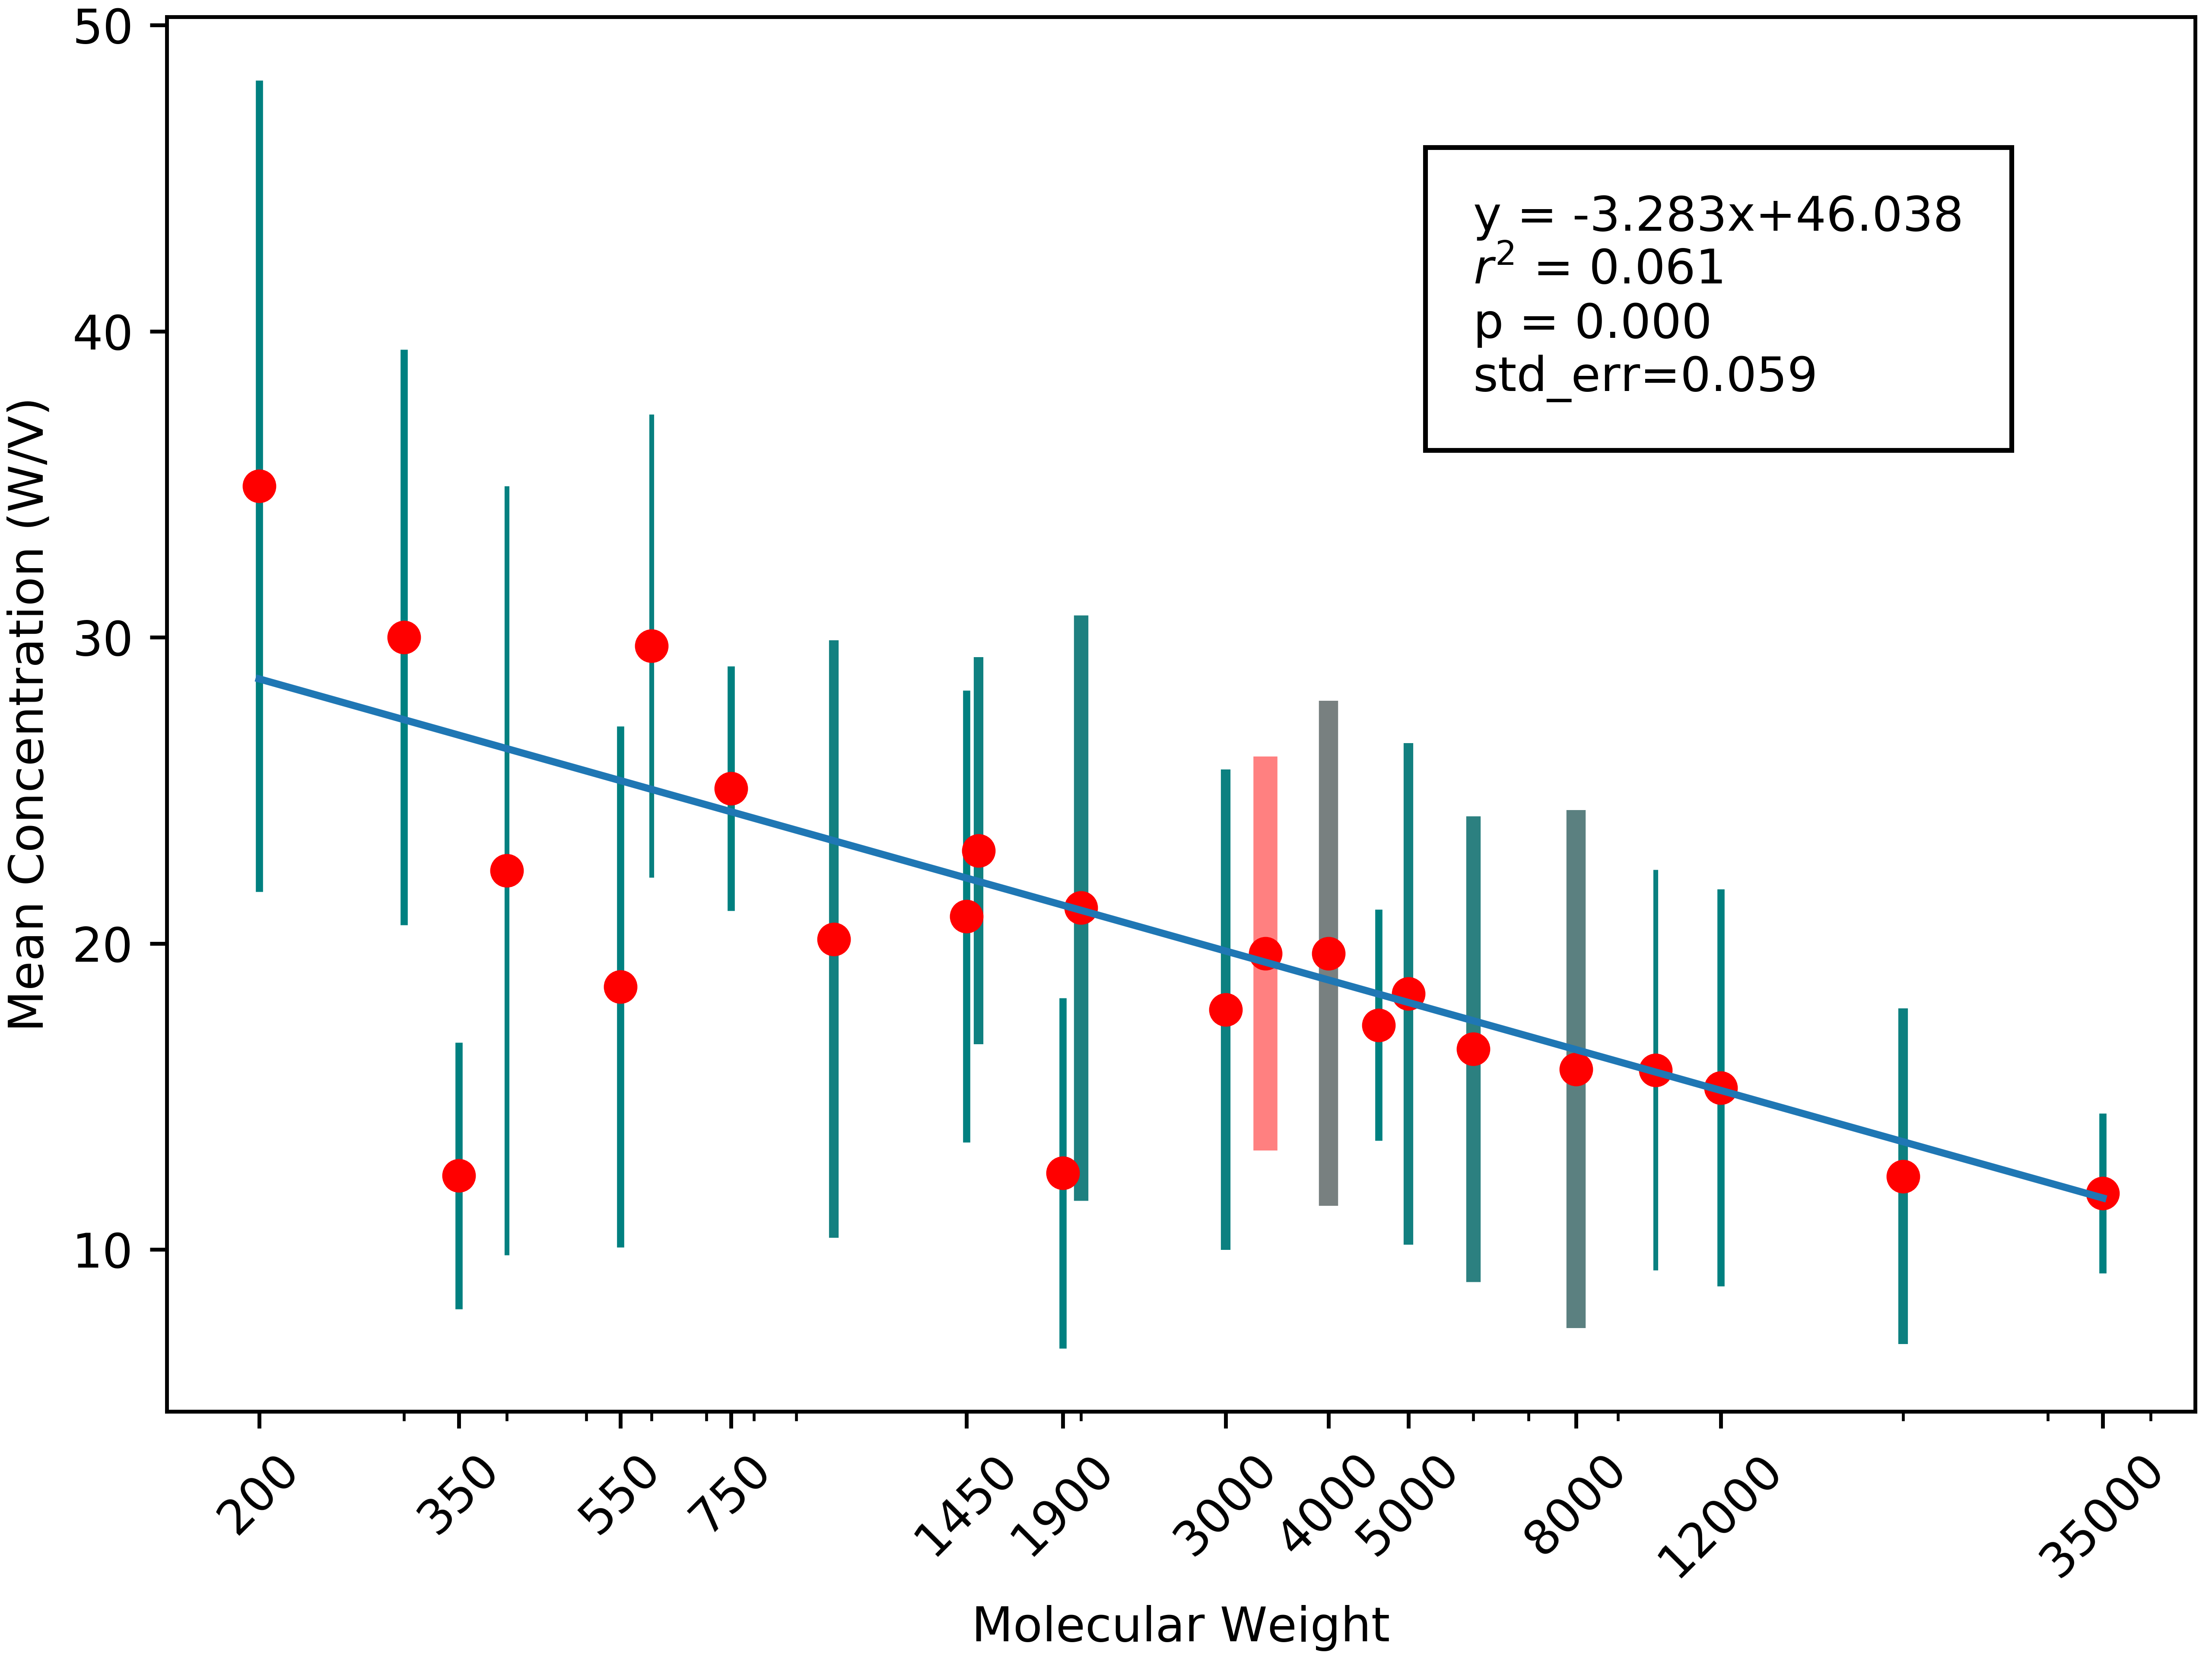 50
40
30
20
10
Mean Concentration (W/V)
y = -3.283x+46.038
r² = 0.061
p = 0.000
std_err=0.059
200
350
550
750
1450
1900
3000
4000
5000
8000
12000
35000
Molecular Weight